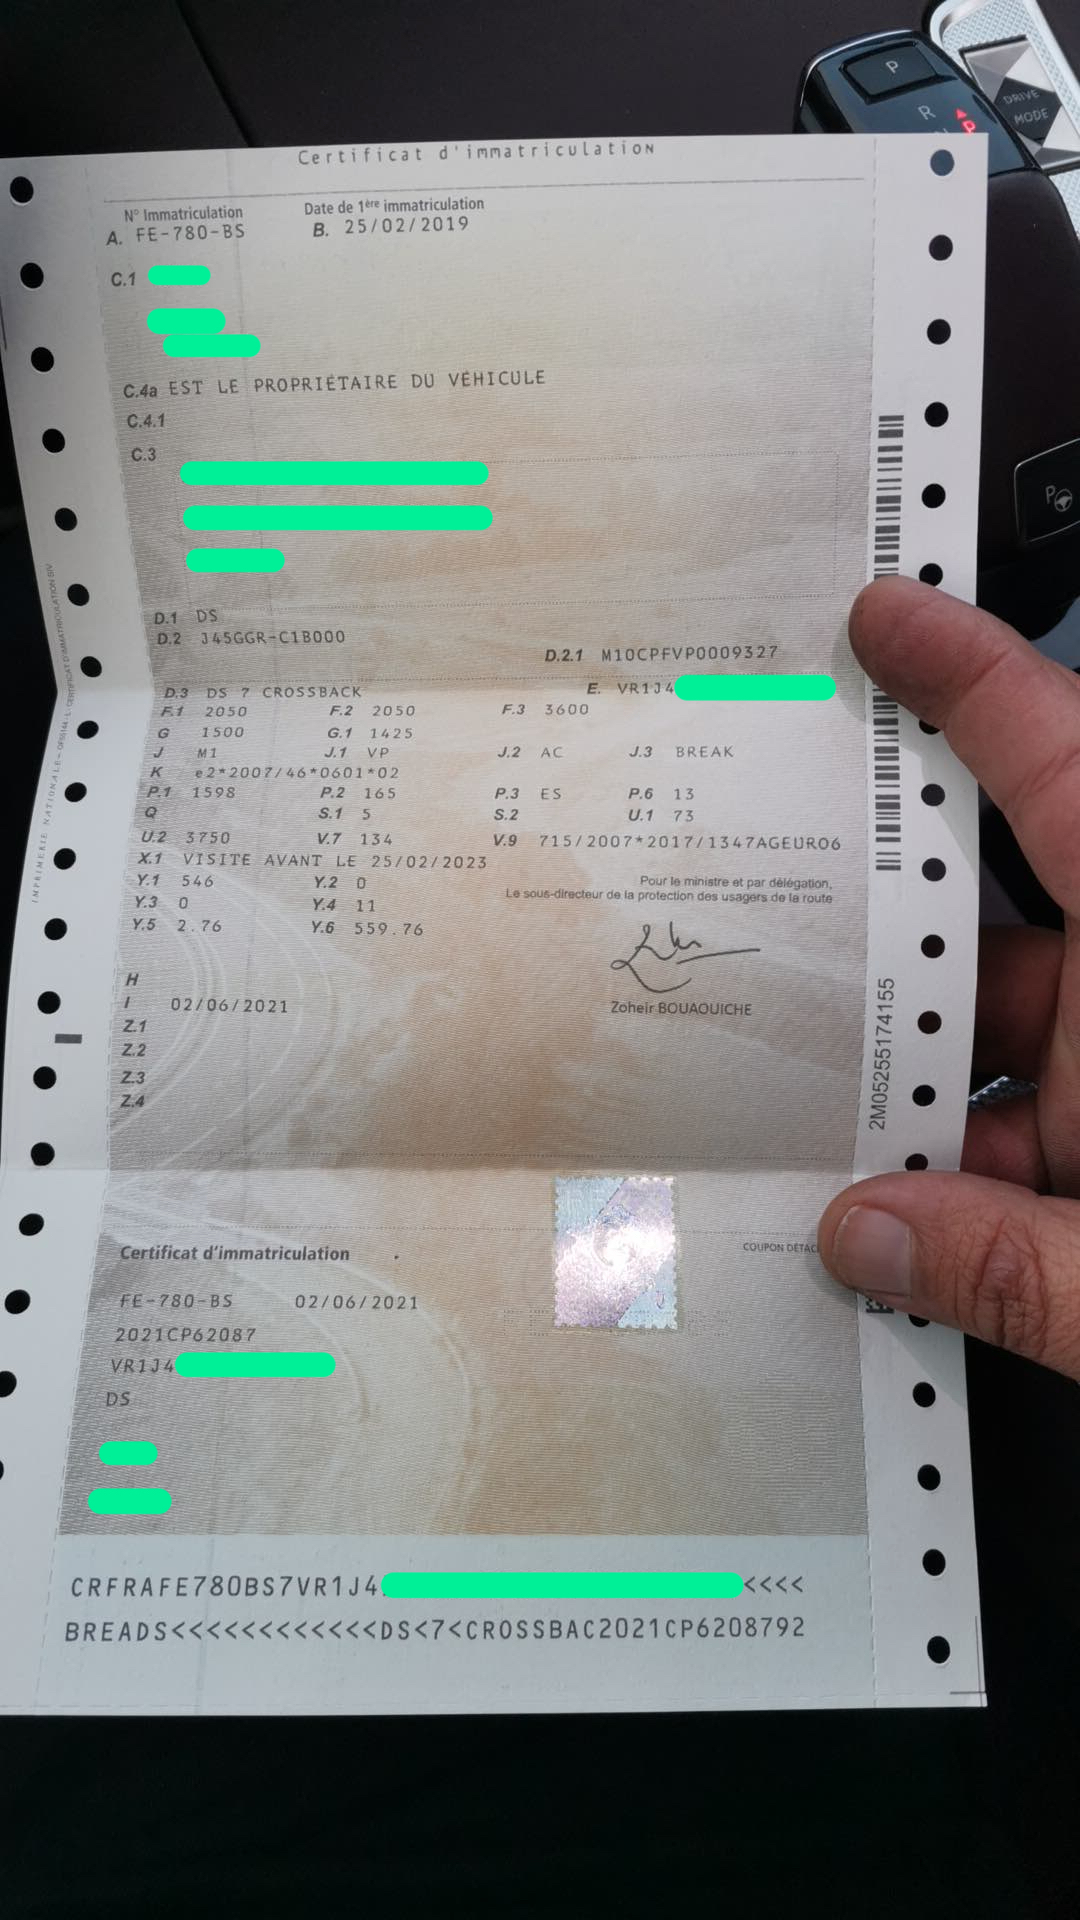 P
R
DRIVE
MODE
P
Certificat d'immatriculation
N° Immatriculation Date de 1ère immatriculation
A. FE-780-BS B. 25/02/2019
C.1
C.4a EST LE PROPRIÉTAIRE DU VÉHICULE
C.4.1
C.3
P
D.1 DS
D.2 J45GGR-C1B000
D.2.1 M10CPFVP0009327
D.3 DS 7 CROSSBACK E. VR1J4
F.1 2050 F.2 2050 F.3 3600
G 1500 G.1 1425
J M1 J.1 VP J.2 AC J.3 BREAK
K e2*2007/46*0601*02
P.1 1598 P.2 165 P.3 ES P.6 13
Q S.1 5 S.2 U.1 73
U.2 3750 V.7 134 V.9 715/2007*2017/1347AGEURO6
X.1 VISITE AVANT LE 25/02/2023
Y.1 546 Y.2 0
Pour le ministre et par délégation,
Le sous-directeur de la protection des usagers de la route
Y.3 0 Y.4 11
Y.5 2.76 Y.6 559.76
H
I 02/06/2021
Zoheir BOUAOUICHE
Z.1
Z.2
Z.3
Z.4
2M05255174155
Certificat d'immatriculation
COUPON
FE-780-BS 02/06/2021
2021CP62087
VR1J4
DS
CRFRAFE780BS7VR1J4 <<<<
BREADS<<<<<<<<<<<<DS<7<CROSSBAC2021CP6208792